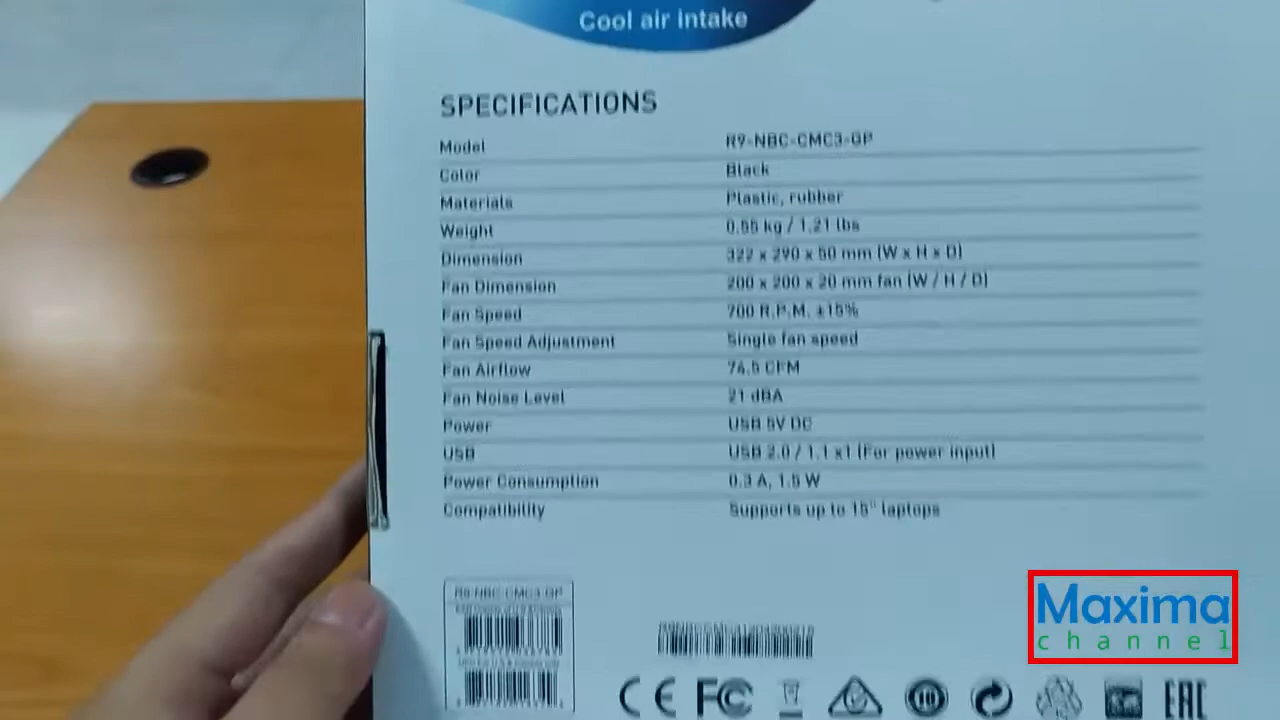 Cool air intake
SPECIFICATIONS
Model R9-NBC-CMC3-GP
Color Black
Materials Plastic, rubber
Weight 0.55 kg / 1.21 lbs
Dimension 322 x 290 x 50 mm (W x H x D)
Fan Dimension 200 x 200 x 20 mm fan (W / H / D)
Fan Speed 700 R.P.M. ±15%
Fan Speed Adjustment Single fan speed
Fan Airflow 74.5 CFM
Fan Noise Level 21 dBA
Power USB 5V DC
USB USB 2.0 / 1.1 x1 (For power input)
Power Consumption 0.3 A, 1.5 W
Compatibility Supports up to 15" laptops
R9-NBC-CMC3-GP
CE FC EAC
Maxima
channel